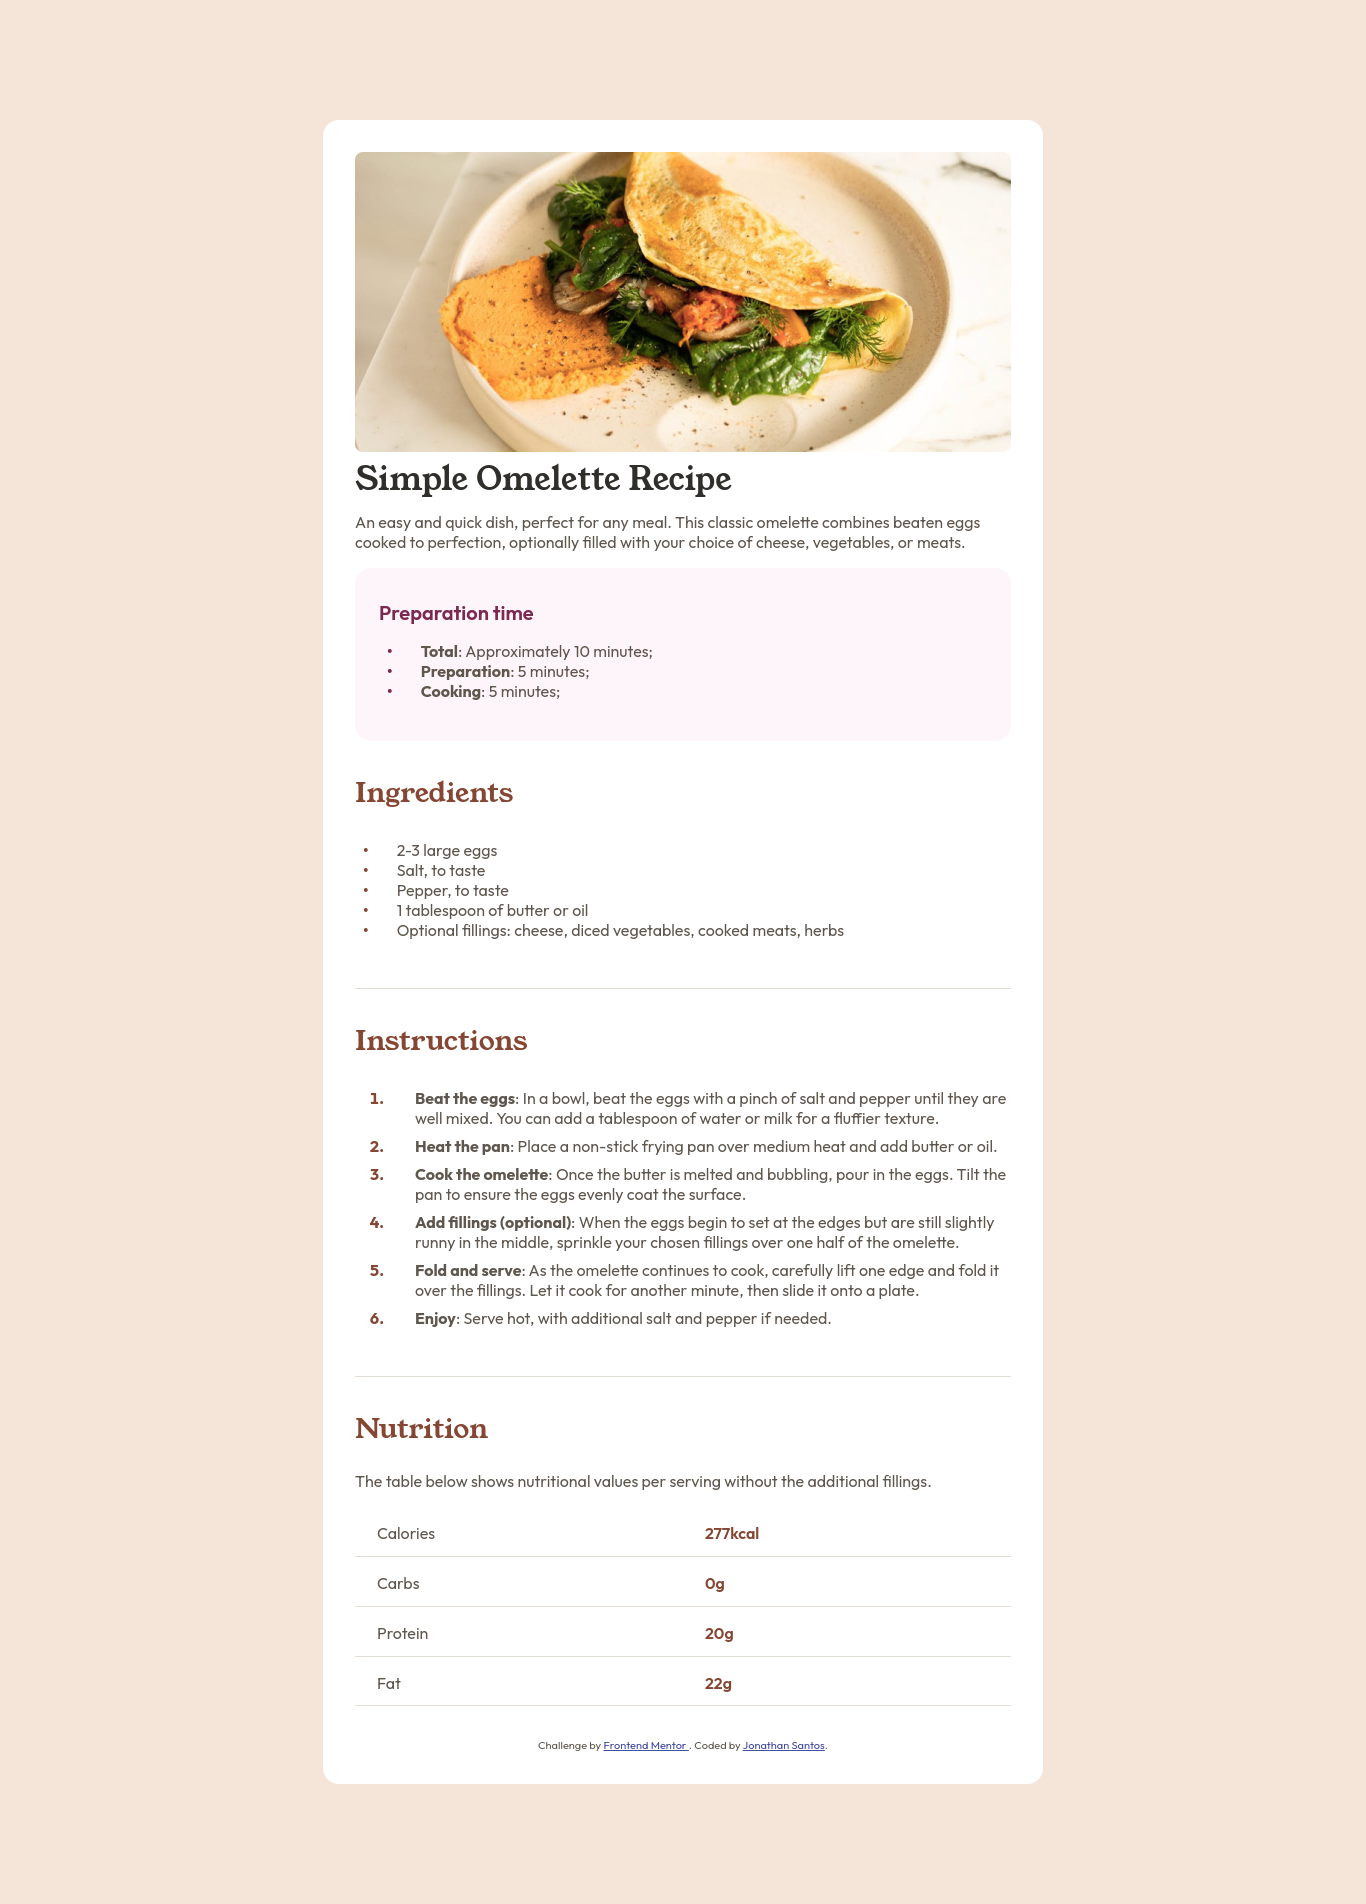 Simple Omelette Recipe
An easy and quick dish, perfect for any meal. This classic omelette combines beaten eggs
cooked to perfection, optionally filled with your choice of cheese, vegetables, or meats.
Preparation time
• Total: Approximately 10 minutes;
• Preparation: 5 minutes;
• Cooking: 5 minutes;
Ingredients
• 2-3 large eggs
• Salt, to taste
• Pepper, to taste
• 1 tablespoon of butter or oil
• Optional fillings: cheese, diced vegetables, cooked meats, herbs
Instructions
1. Beat the eggs: In a bowl, beat the eggs with a pinch of salt and pepper until they are
well mixed. You can add a tablespoon of water or milk for a fluffier texture.
2. Heat the pan: Place a non-stick frying pan over medium heat and add butter or oil.
3. Cook the omelette: Once the butter is melted and bubbling, pour in the eggs. Tilt the
pan to ensure the eggs evenly coat the surface.
4. Add fillings (optional): When the eggs begin to set at the edges but are still slightly
runny in the middle, sprinkle your chosen fillings over one half of the omelette.
5. Fold and serve: As the omelette continues to cook, carefully lift one edge and fold it
over the fillings. Let it cook for another minute, then slide it onto a plate.
6. Enjoy: Serve hot, with additional salt and pepper if needed.
Nutrition
The table below shows nutritional values per serving without the additional fillings.
Calories 277kcal
Carbs 0g
Protein 20g
Fat 22g
Challenge by Frontend Mentor . Coded by Jonathan Santos.